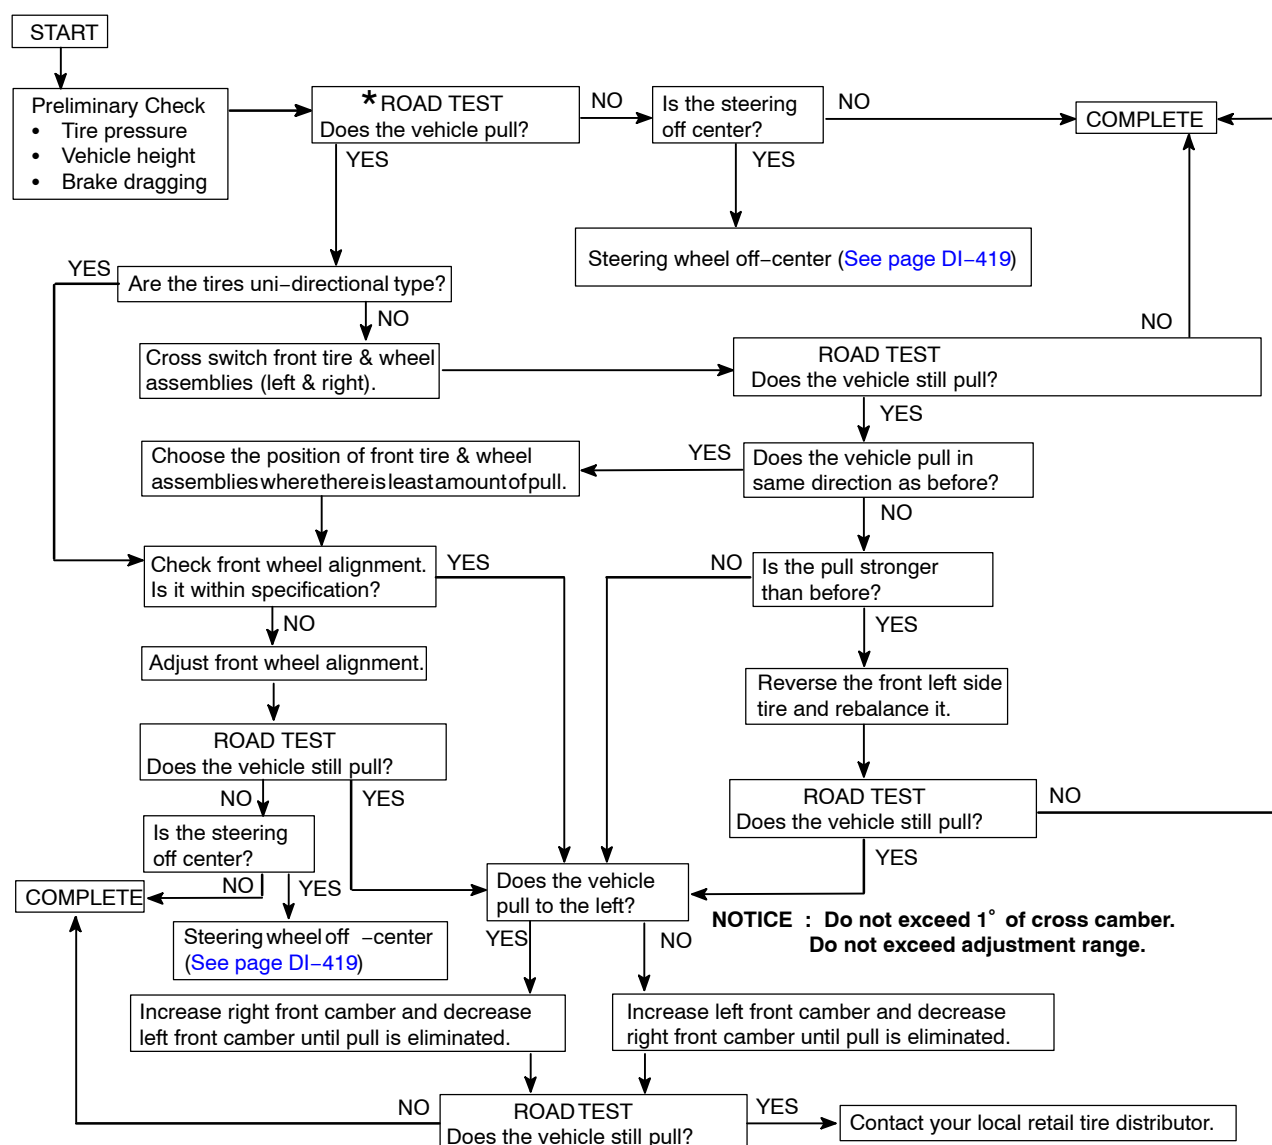 START
Preliminary Check
• Tire pressure
• Vehicle height
• Brake dragging
*ROAD TEST
Does the vehicle pull?
NO
YES
Is the steering
off center?
NO
YES
COMPLETE
Steering wheel off−center (See page DI−419)
YES
Are the tires uni−directional type?
NO
Cross switch front tire & wheel
assemblies (left & right).
NO
ROAD TEST
Does the vehicle still pull?
YES
Choose the position of front tire & wheel
assemblies where there is least amount of pull.
YES
Does the vehicle pull in
same direction as before?
NO
Check front wheel alignment.
Is it within specification?
YES
NO
NO
Is the pull stronger
than before?
YES
Adjust front wheel alignment.
Reverse the front left side
tire and rebalance it.
ROAD TEST
Does the vehicle still pull?
NO
YES
ROAD TEST
Does the vehicle still pull?
NO
YES
Is the steering
off center?
NO
YES
COMPLETE
Steering wheel off −center
(See page DI−419)
Does the vehicle
pull to the left?
YES
NO
NOTICE : Do not exceed 1° of cross camber.
Do not exceed adjustment range.
Increase right front camber and decrease
left front camber until pull is eliminated.
Increase left front camber and decrease
right front camber until pull is eliminated.
NO
ROAD TEST
Does the vehicle still pull?
YES
Contact your local retail tire distributor.